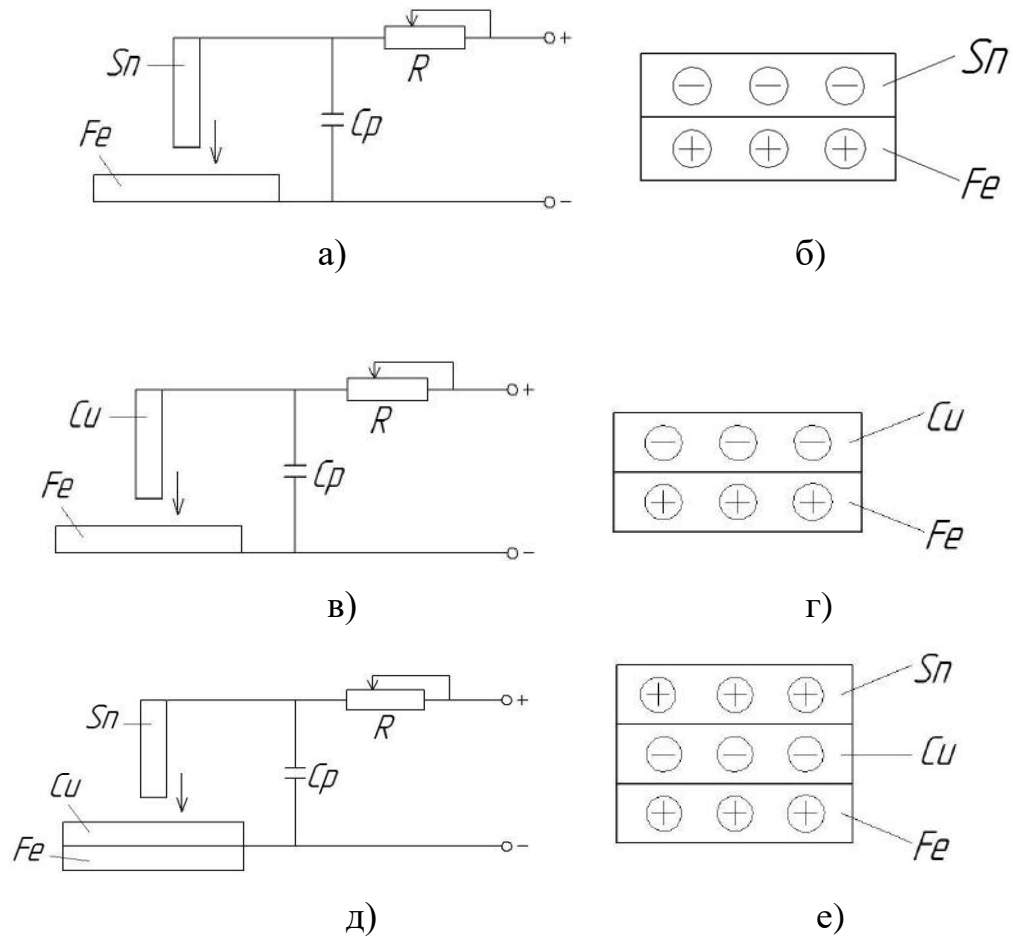 Sn
+
R
Cp
Fe
−
а)
Sn
− − −
+ + +
Fe
б)
Cu
+
R
Cp
Fe
−
в)
Cu
− − −
+ + +
Fe
г)
Sn
+
R
Cp
Cu
Fe
−
д)
+ + +
Sn
− − −
Cu
+ + +
Fe
е)